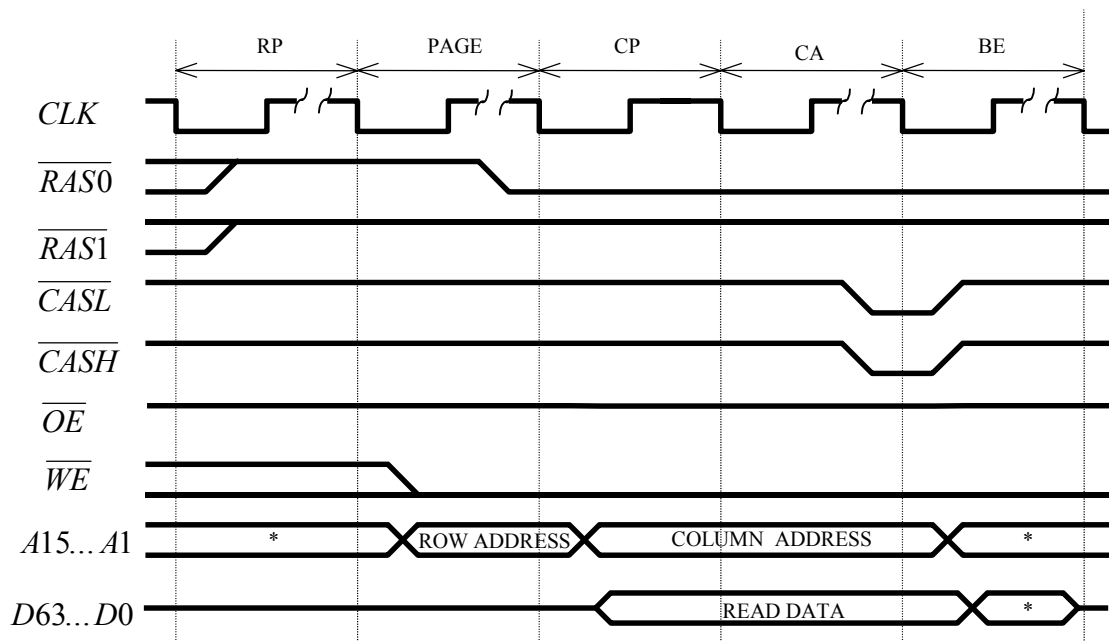 RP PAGE CP CA BE
CLK
RAS0
RAS1
CASL
CASH
OE
WE
A15...A1 * ROW ADDRESS COLUMN ADDRESS *
D63...D0 READ DATA *